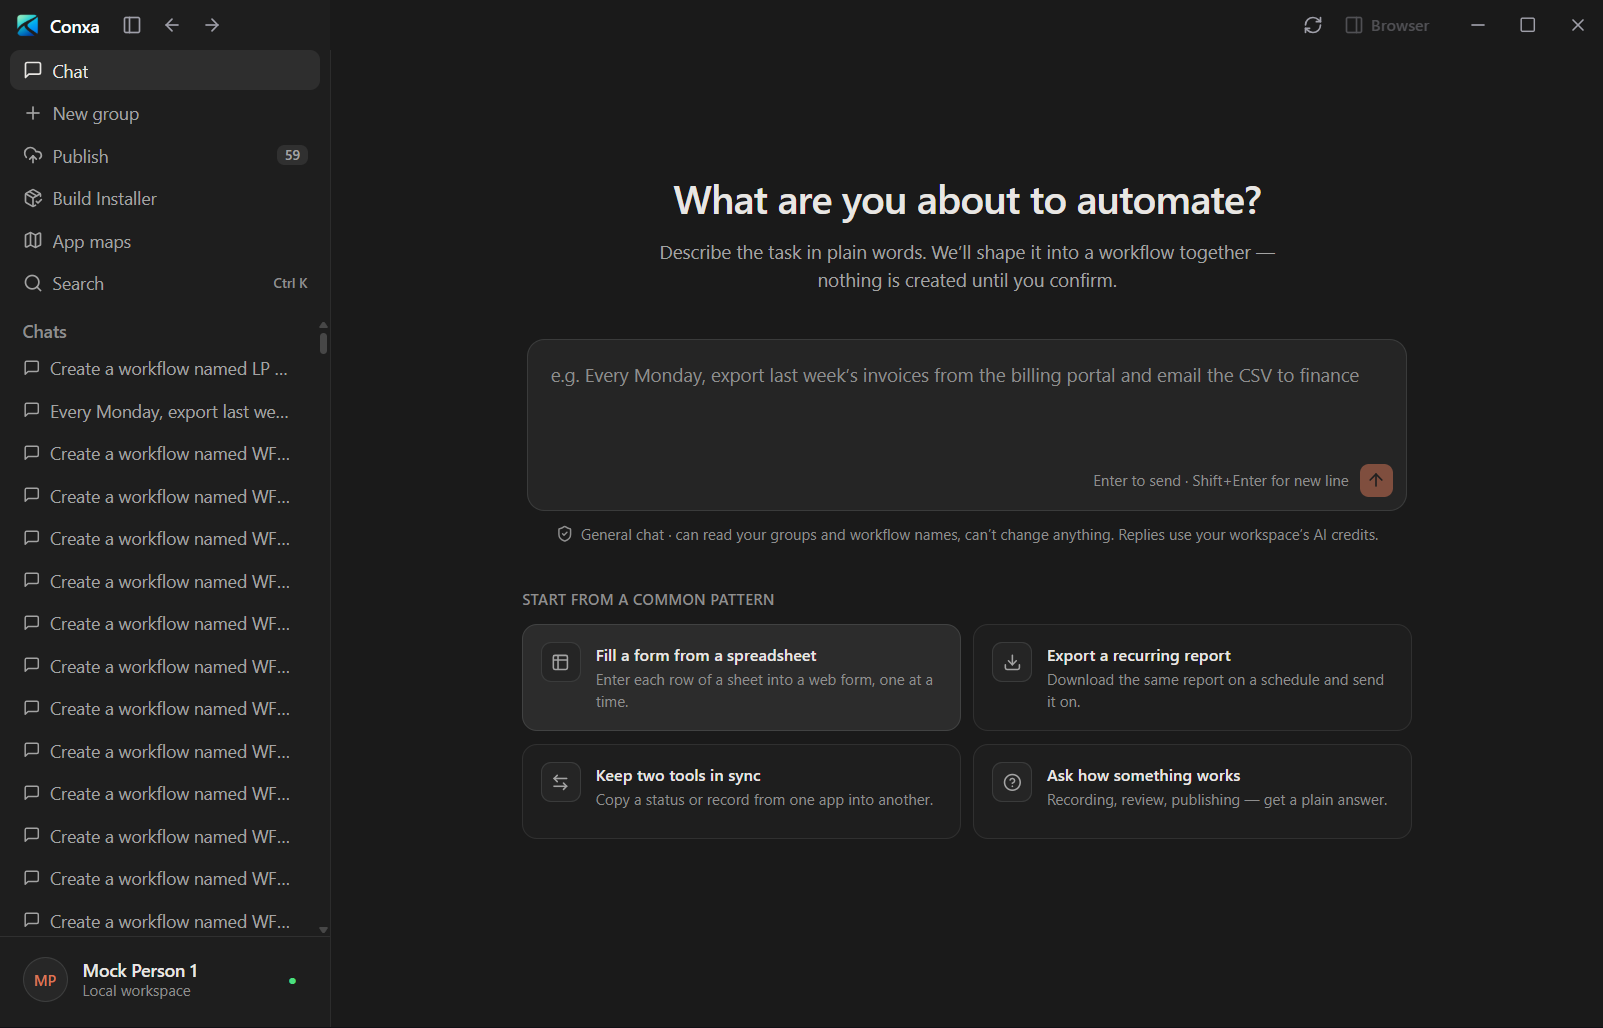 Conxa
Browser
Chat
New group
Publish 59
Build Installer
App maps
Search Ctrl K
Chats
Create a workflow named LP ...
Every Monday, export last we...
Create a workflow named WF...
Create a workflow named WF...
Create a workflow named WF...
Create a workflow named WF...
Create a workflow named WF...
Create a workflow named WF...
Create a workflow named WF...
Create a workflow named WF...
Create a workflow named WF...
Create a workflow named WF...
Create a workflow named WF...
Create a workflow named WF...
MP
Mock Person 1
Local workspace
What are you about to automate?
Describe the task in plain words. We’ll shape it into a workflow together —
nothing is created until you confirm.
e.g. Every Monday, export last week’s invoices from the billing portal and email the CSV to finance
Enter to send · Shift+Enter for new line
General chat · can read your groups and workflow names, can’t change anything. Replies use your workspace’s AI credits.
START FROM A COMMON PATTERN
Fill a form from a spreadsheet
Enter each row of a sheet into a web form, one at a
time.
Export a recurring report
Download the same report on a schedule and send
it on.
Keep two tools in sync
Copy a status or record from one app into another.
Ask how something works
Recording, review, publishing — get a plain answer.